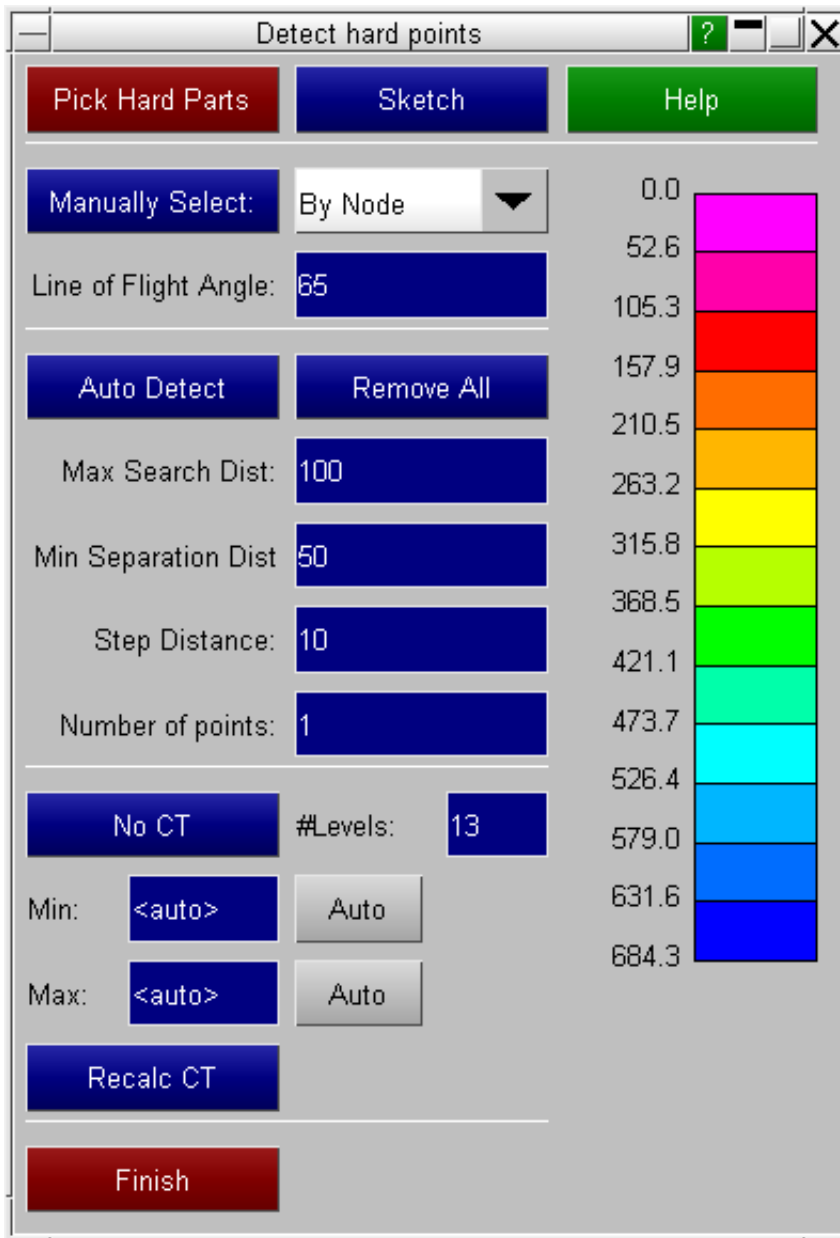 Detect hard points ?
Pick Hard Parts Sketch Help
Manually Select: By Node
Line of Flight Angle: 65
Auto Detect Remove All
Max Search Dist: 100
Min Separation Dist 50
Step Distance: 10
Number of points: 1
No CT #Levels: 13
Min: <auto> Auto
Max: <auto> Auto
Recalc CT
Finish
0.0
52.6
105.3
157.9
210.5
263.2
315.8
368.5
421.1
473.7
526.4
579.0
631.6
684.3